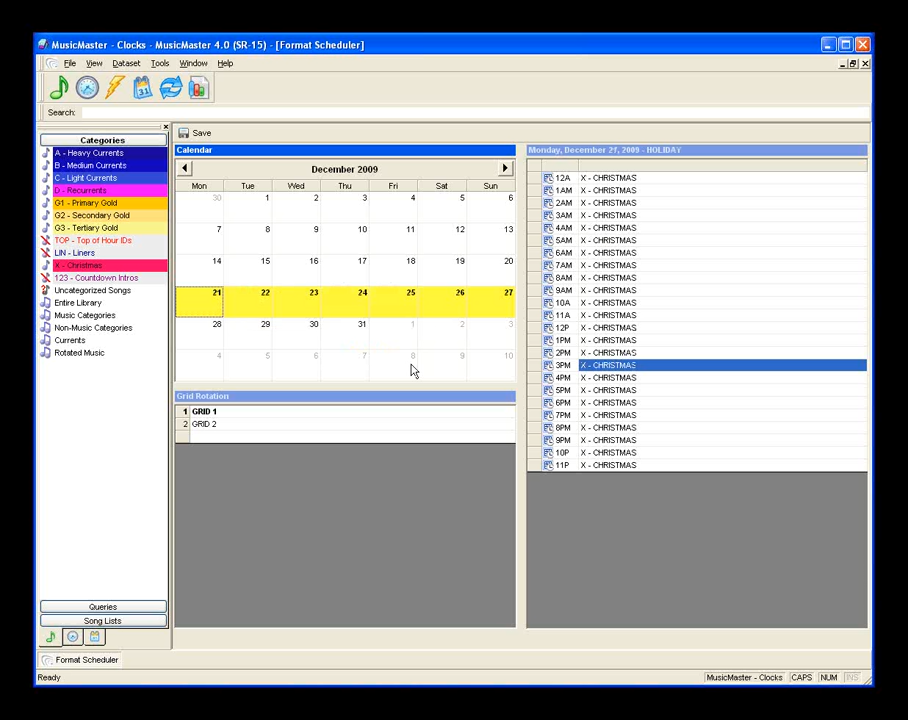 MusicMaster - Clocks - MusicMaster 4.0 (SR-15) - [Format Scheduler]
File View Dataset Tools Window Help
31
Search:
Categories
A - Heavy Currents
B - Medium Currents
C - Light Currents
D - Recurrents
G1 - Primary Gold
G2 - Secondary Gold
G3 - Tertiary Gold
TOP - Top of Hour IDs
LIN - Liners
X - Christmas
123 - Countdown Intros
Uncategorized Songs
Entire Library
Music Categories
Non-Music Categories
Currents
Rotated Music
Queries
Song Lists
Save
Calendar
December 2009
Mon Tue Wed Thu Fri Sat Sun
30 1 2 3 4 5 6
7 8 9 10 11 12 13
14 15 16 17 18 19 20
21 22 23 24 25 26 27
28 29 30 31 1 2 3
4 5 6 7 8 9 10
Grid Rotation
1 GRID 1
2 GRID 2
Monday, December 21, 2009 - HOLIDAY
12A X - CHRISTMAS
1AM X - CHRISTMAS
2AM X - CHRISTMAS
3AM X - CHRISTMAS
4AM X - CHRISTMAS
5AM X - CHRISTMAS
6AM X - CHRISTMAS
7AM X - CHRISTMAS
8AM X - CHRISTMAS
9AM X - CHRISTMAS
10A X - CHRISTMAS
11A X - CHRISTMAS
12P X - CHRISTMAS
1PM X - CHRISTMAS
2PM X - CHRISTMAS
3PM X - CHRISTMAS
4PM X - CHRISTMAS
5PM X - CHRISTMAS
6PM X - CHRISTMAS
7PM X - CHRISTMAS
8PM X - CHRISTMAS
9PM X - CHRISTMAS
10P X - CHRISTMAS
11P X - CHRISTMAS
Format Scheduler
Ready
MusicMaster - Clocks CAPS NUM INS